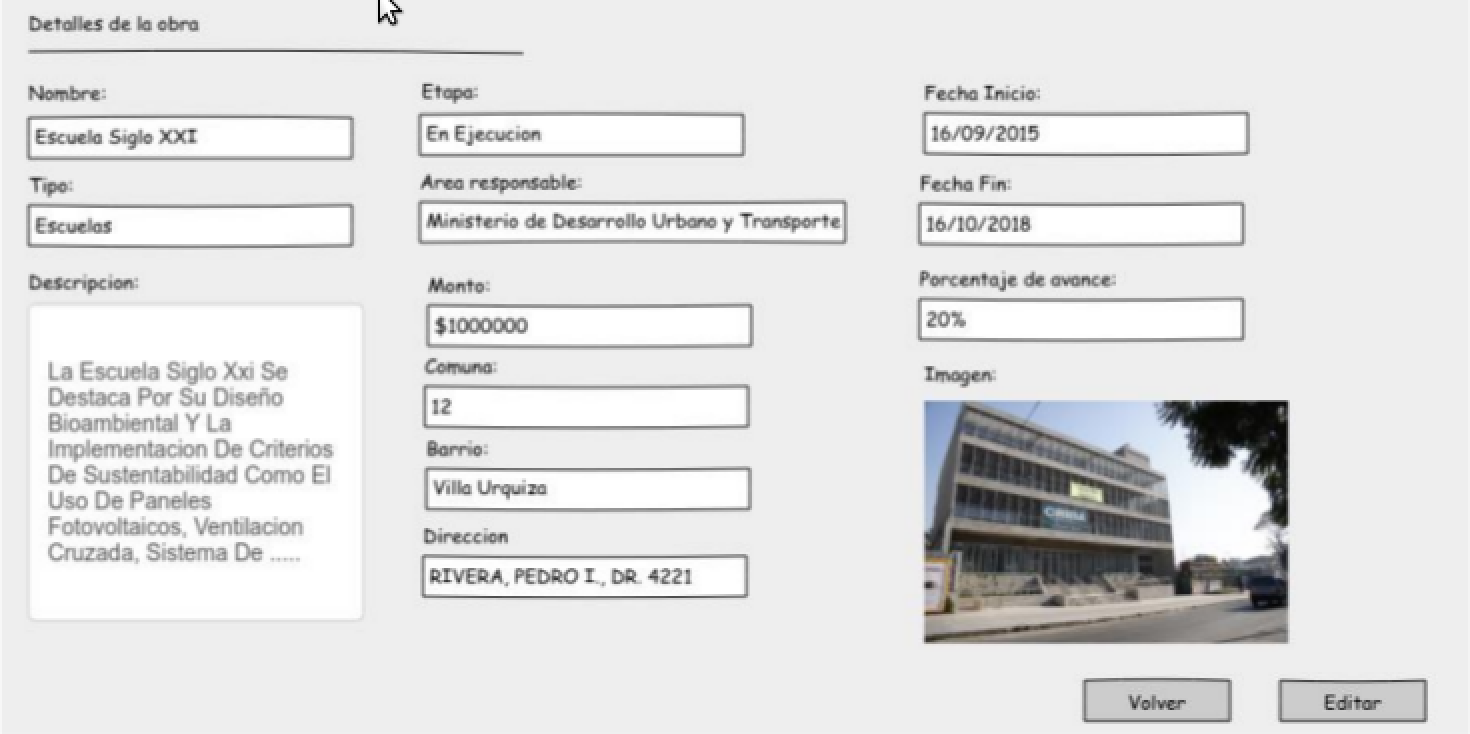 Detalles de la obra
Nombre:
Escuela Siglo XXI
Tipo:
Escuelas
Descripcion:
La Escuela Siglo Xxi Se
Destaca Por Su Diseño
Bioambiental Y La
Implementacion De Criterios
De Sustentabilidad Como El
Uso De Paneles
Fotovoltaicos, Ventilacion
Cruzada, Sistema De .....
Etapa:
En Ejecucion
Area responsable:
Ministerio de Desarrollo Urbano y Transporte
Monto:
$1000000
Comuna:
12
Barrio:
Villa Urquiza
Direccion
RIVERA, PEDRO I., DR. 4221
Fecha Inicio:
16/09/2015
Fecha Fin:
16/10/2018
Porcentaje de avance:
20%
Imagen:
Volver
Editar